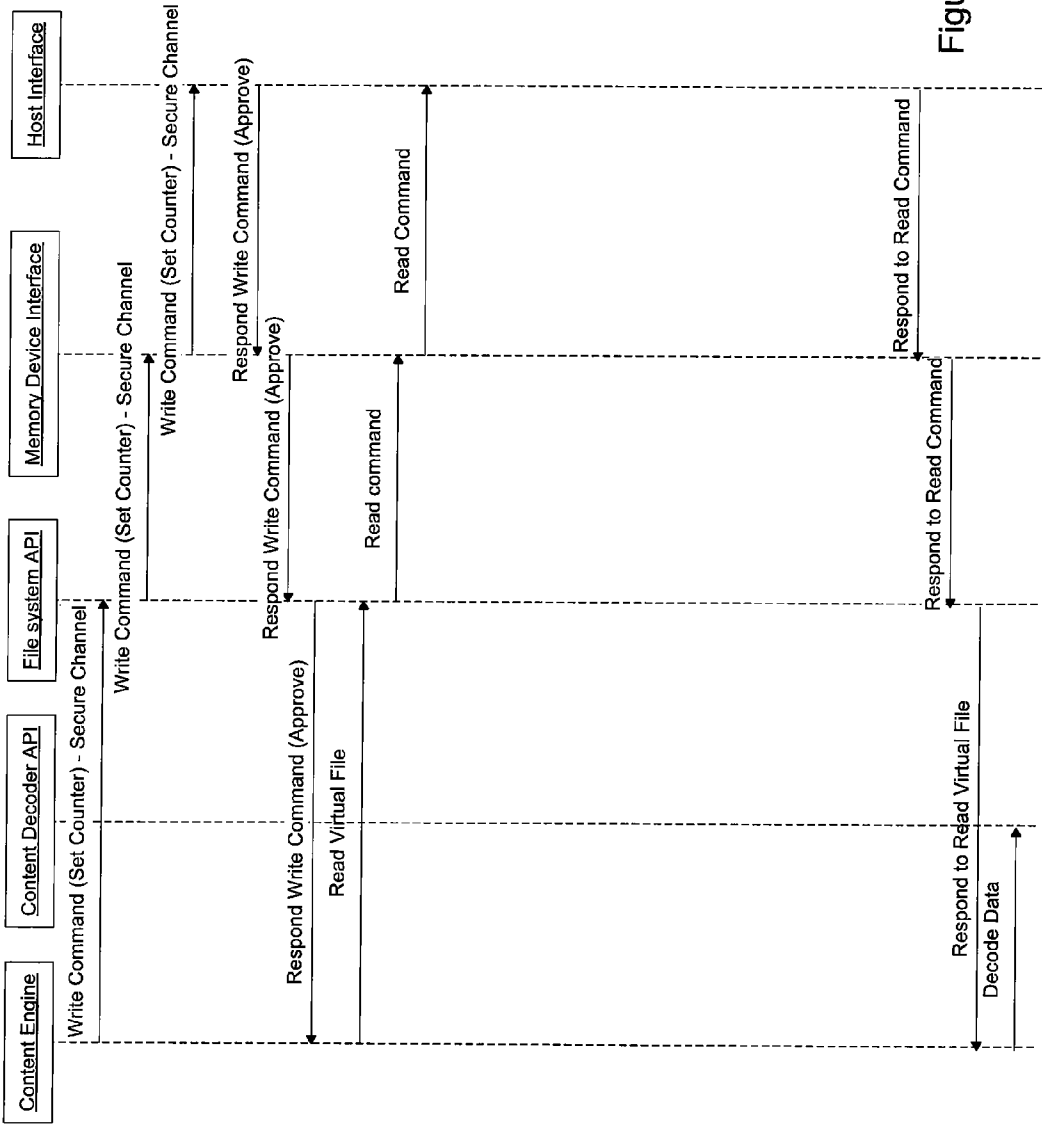 Content Engine
Content Decoder API
File system API
Memory Device Interface
Host Interface
Write Command (Set Counter) - Secure Channel
Write Command (Set Counter) - Secure Channel
Write Command (Set Counter) - Secure Channel
Respond Write Command (Approve)
Respond Write Command (Approve)
Respond Write Command (Approve)
Read Virtual File
Read command
Read Command
Respond to Read Command
Respond to Read Command
Respond to Read Virtual File
Decode Data